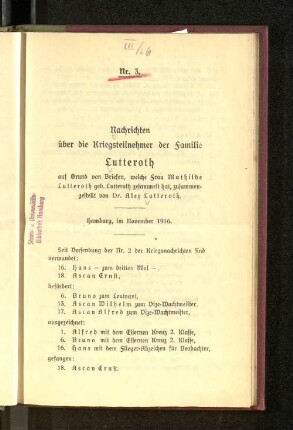 III/26
Nr. 3.
Nachrichten
über die Kriegsteilnehmer der Familie
Lutteroth
auf Grund von Briefen, welche Frau Mathilde
Lutteroth geb. Lutteroth gesammelt hat, zusammen-
gestellt von Dr. Alex Lutteroth.
Hamburg, im November 1916.
Staats- u. Universitäts-
Bibliothek Hamburg
Seit Versendung der Nr. 2 der Kriegsnachrichten sind
verwundet:
16. Hans — zum dritten Mal —.
18. Ascan Ernst.
befördert:
6. Bruno zum Leutnant,
13. Ascan Wilhelm zum Vize-Wachtmeister,
17. Ascan Alfred zum Vize-Wachtmeister,
ausgezeichnet:
1. Alfred mit dem Eisernen Kreuz 2. Klasse,
6. Bruno mit dem Eisernen Kreuz 2. Klasse,
16. Hans mit dem Flieger-Abzeichen für Beobachter,
gefangen:
18. Ascan Ernst.